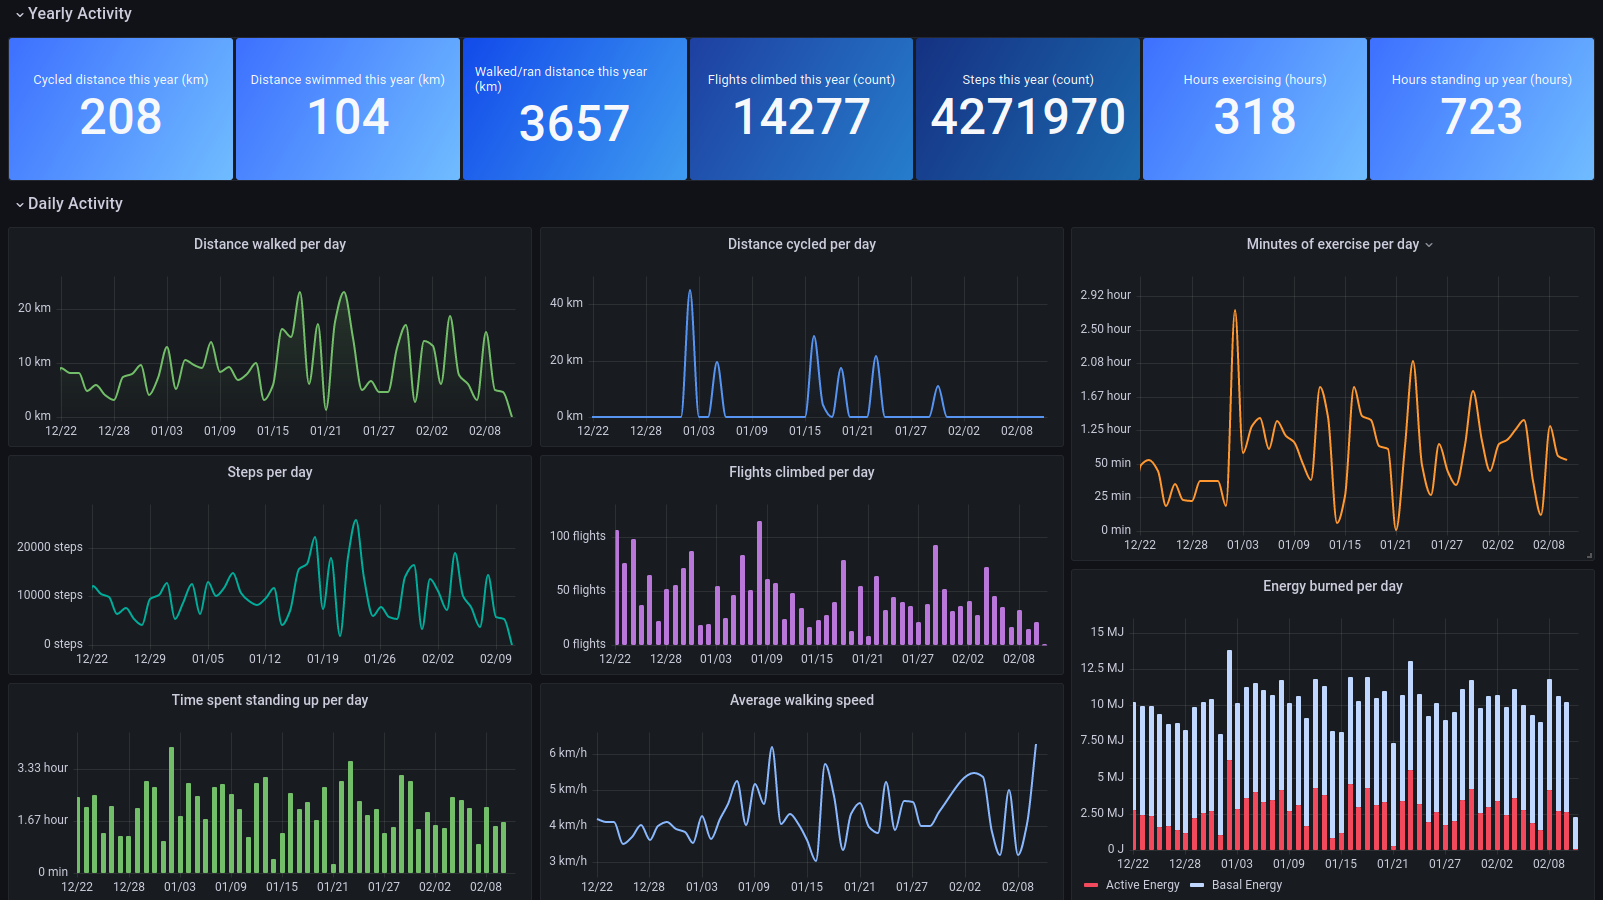 Yearly Activity
Cycled distance this year (km)
208
Distance swimmed this year (km)
104
Walked/ran distance this year
(km)
3657
Flights climbed this year (count)
14277
Steps this year (count)
4271970
Hours exercising (hours)
318
Hours standing up year (hours)
723
Daily Activity
Distance walked per day
20 km
10 km
0 km
12/22 12/28 01/03 01/09 01/15 01/21 01/27 02/02 02/08
Distance cycled per day
40 km
20 km
0 km
12/22 12/28 01/03 01/09 01/15 01/21 01/27 02/02 02/08
Minutes of exercise per day
2.92 hour
2.50 hour
2.08 hour
1.67 hour
1.25 hour
50 min
25 min
0 min
12/22 12/28 01/03 01/09 01/15 01/21 01/27 02/02 02/08
Steps per day
20000 steps
10000 steps
0 steps
12/22 12/29 01/05 01/12 01/19 01/26 02/02 02/09
Flights climbed per day
100 flights
50 flights
0 flights
12/22 12/28 01/03 01/09 01/15 01/21 01/27 02/02 02/08
Energy burned per day
15 MJ
12.5 MJ
10 MJ
7.50 MJ
5 MJ
2.50 MJ
0 J
12/22 12/28 01/03 01/09 01/15 01/21 01/27 02/02 02/08
Active Energy Basal Energy
Time spent standing up per day
3.33 hour
1.67 hour
0 min
12/22 12/28 01/03 01/09 01/15 01/21 01/27 02/02 02/08
Average walking speed
6 km/h
5 km/h
4 km/h
3 km/h
12/22 12/28 01/03 01/09 01/15 01/21 01/27 02/02 02/08